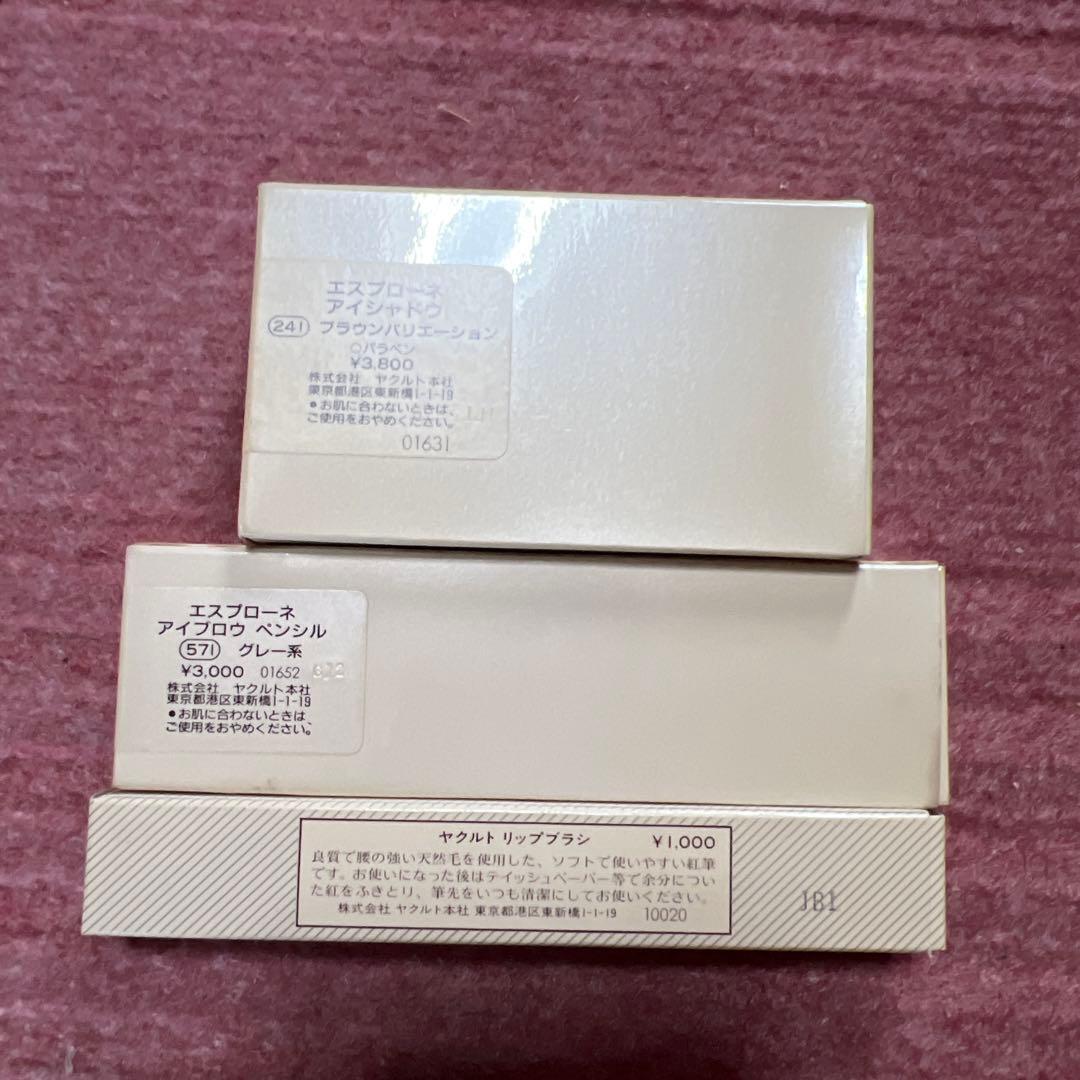 エスプローネ
アイシャドウ
241 ブラウンバリエーション
○パラベン
¥3,800
株式会社 ヤクルト本社
東京都港区東新橋1-1-19
●お肌に合わないときは、
ご使用をおやめください。
01631
エスプローネ
アイブロウ ペンシル
571 グレー系
¥3,000 01652
株式会社 ヤクルト本社
東京都港区東新橋1-1-19
●お肌に合わないときは、
ご使用をおやめください。
ヤクルト リップブラシ ¥1,000
良質で腰の強い天然毛を使用した、ソフトで使いやすい紅筆
です。お使いになった後はテイッシュペーパー等で余分につい
た紅をふきとり、筆先をいつも清潔にしてお使いください。
株式会社 ヤクルト本社 東京都港区東新橋1-1-19 10020
JB1